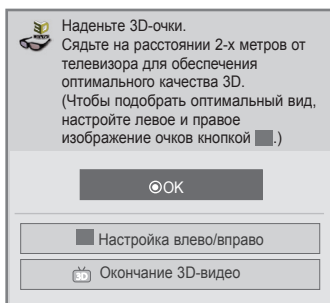 Наденьте 3D-очки.
Сядьте на расстоянии 2-х метров от
телевизора для обеспечения
оптимального качества 3D.
(Чтобы подобрать оптимальный вид,
настройте левое и правое
изображение очков кнопкой .)
OK
Настройка влево/вправо
3D Окончание 3D-видео